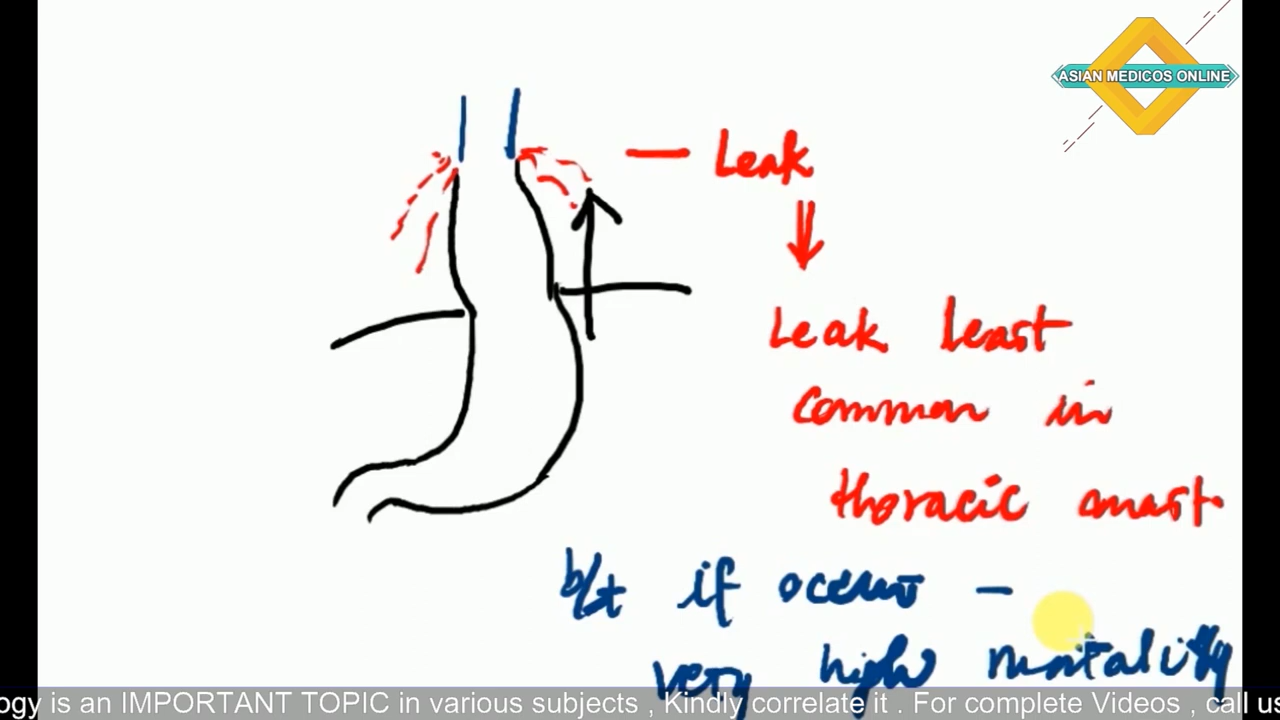 ASIAN MEDICOS ONLINE
Leak
Leak least
common in
thoracic anast.
b/t if occurs -
very high mortality
ogy is an IMPORTANT TOPIC in various subjects , Kindly correlate it . For complete Videos , call us